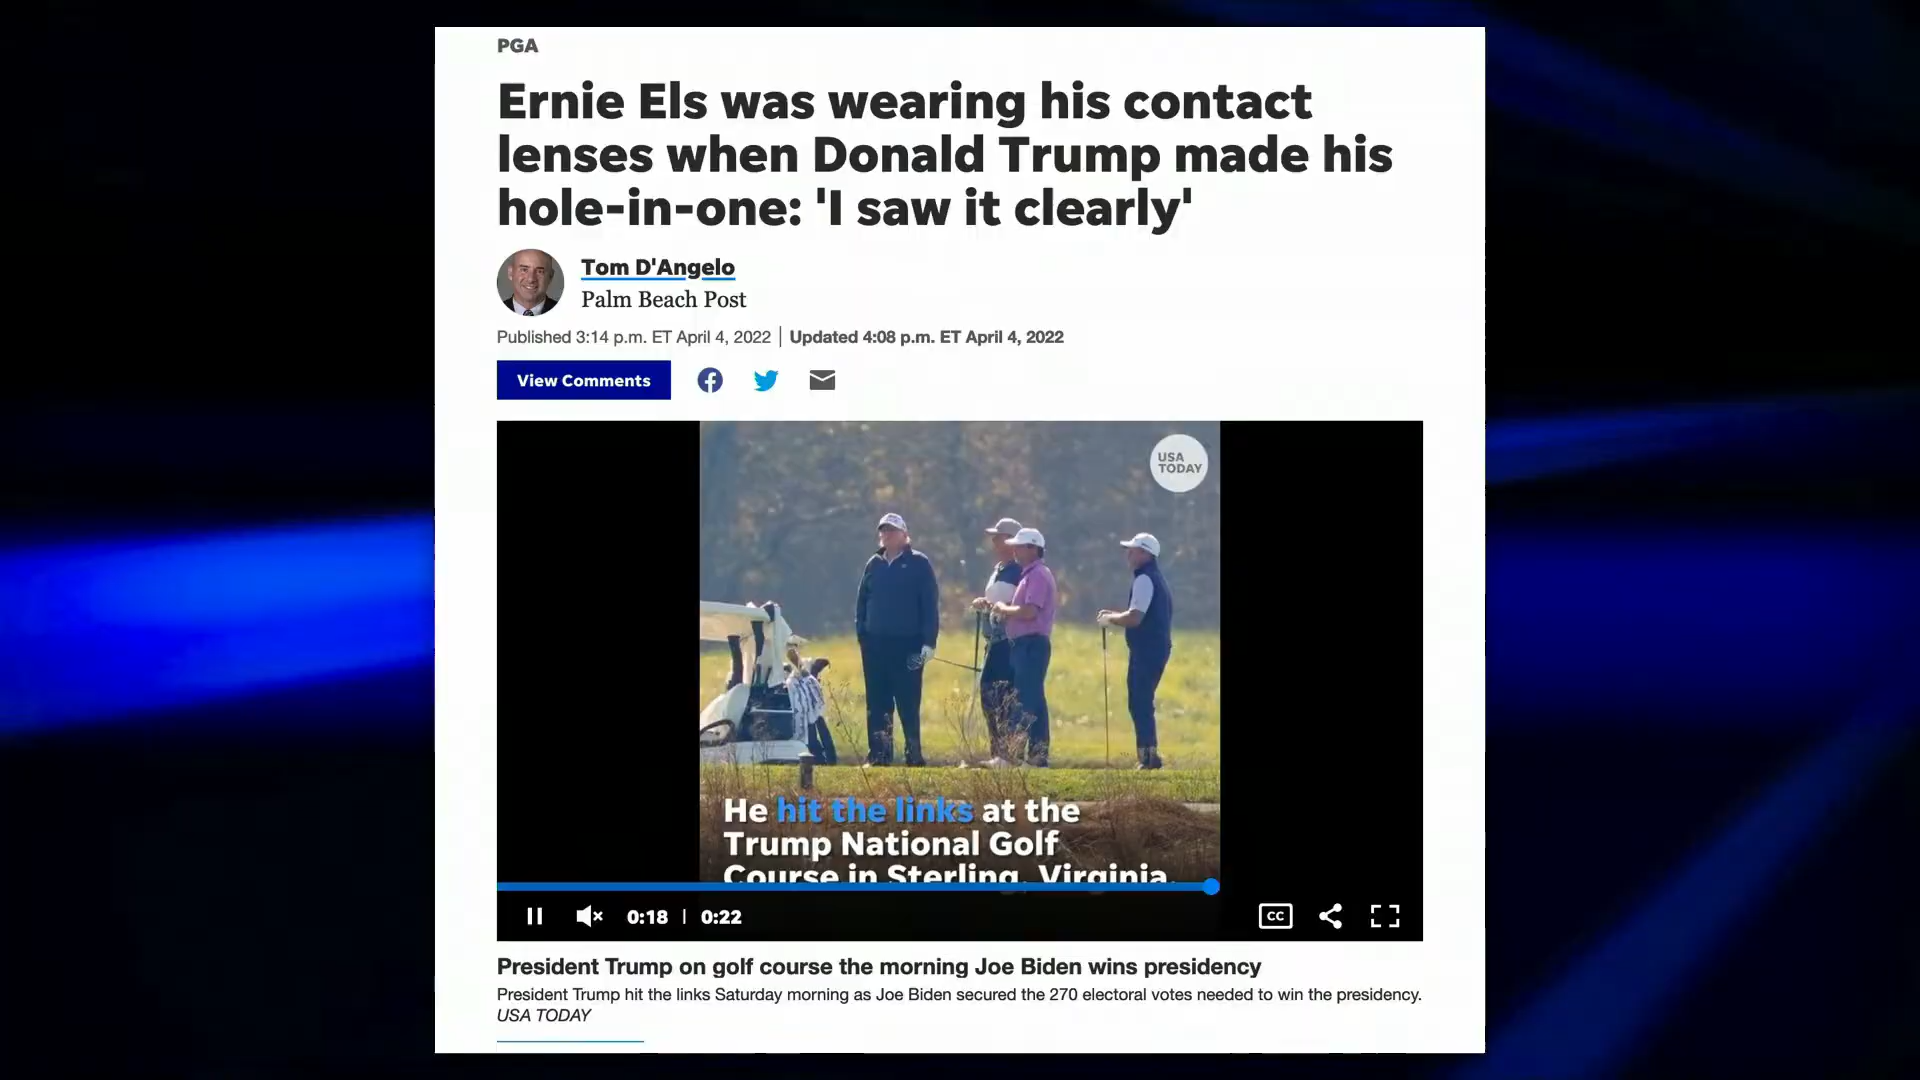 PGA
Ernie Els was wearing his contact
lenses when Donald Trump made his
hole-in-one: 'I saw it clearly'
Tom D'Angelo
Palm Beach Post
Published 3:14 p.m. ET April 4, 2022 | Updated 4:08 p.m. ET April 4, 2022
View Comments
USA
TODAY
He hit the links at the
Trump National Golf
Course in Sterling, Virginia.
0:18 | 0:22
CC
President Trump on golf course the morning Joe Biden wins presidency
President Trump hit the links Saturday morning as Joe Biden secured the 270 electoral votes needed to win the presidency.
USA TODAY